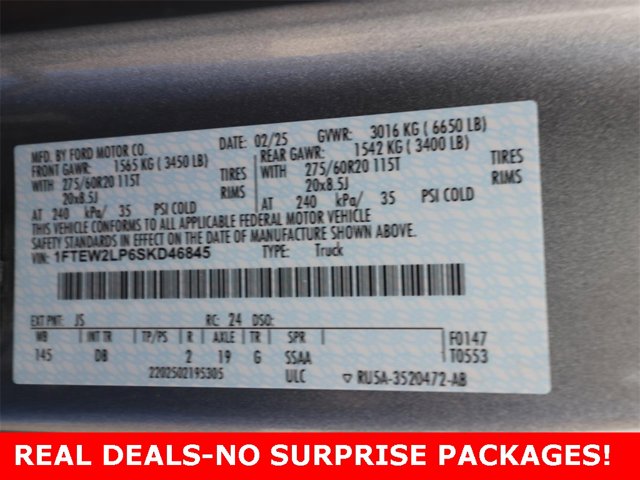 MFD. BY FORD MOTOR CO.
DATE: 02/25
GVWR: 3016 KG ( 6650 LB)
FRONT GAWR: 1565 KG ( 3450 LB)
REAR GAWR: 1542 KG ( 3400 LB)
WITH 275/60R20 115T TIRES
WITH 275/60R20 115T TIRES
20x8.5J RIMS
20x8.5J RIMS
AT 240 kPa/ 35 PSI COLD
AT 240 kPa/ 35 PSI COLD
THIS VEHICLE CONFORMS TO ALL APPLICABLE FEDERAL MOTOR VEHICLE
SAFETY STANDARDS IN EFFECT ON THE DATE OF MANUFACTURE SHOWN ABOVE.
VIN: 1FTEW2LP6SKD46845
TYPE: Truck
EXT PNT: JS RC: 24 DSO:
WB INT TR TP/PS R AXLE TR SPR
145 DB 2 19 G SSAA
F0147
T0553
2202502195305 ULC
RU5A-3520472-AB
REAL DEALS-NO SURPRISE PACKAGES!